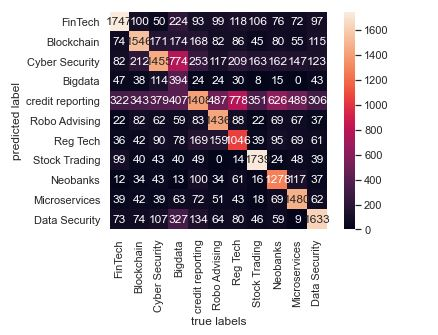 FinTech 1747 100 50 224 93 99 118 106 76 72 97
Blockchain 74 1546 171 174 168 82 86 45 80 55 115
Cyber Security 82 212 1455 774 253 117 209 163 162 147 123
Bigdata 47 38 114 394 24 24 30 8 15 0 43
credit reporting 322 343 379 407 1408 487 778 351 626 489 306
Robo Advising 22 82 62 59 83 1436 88 22 69 67 37
Reg Tech 36 42 90 78 169 159 1046 39 95 69 61
Stock Trading 99 40 43 40 49 0 14 1739 24 48 39
Neobanks 12 34 43 13 100 34 61 16 1278 117 37
Microservices 39 42 39 63 72 51 43 18 69 1480 62
Data Security 73 74 107 327 134 64 80 46 59 9 1633
predicted label
FinTech
Blockchain
Cyber Security
Bigdata
credit reporting
Robo Advising
Reg Tech
Stock Trading
Neobanks
Microservices
Data Security
true labels
1600
1400
1200
1000
800
600
400
200
0